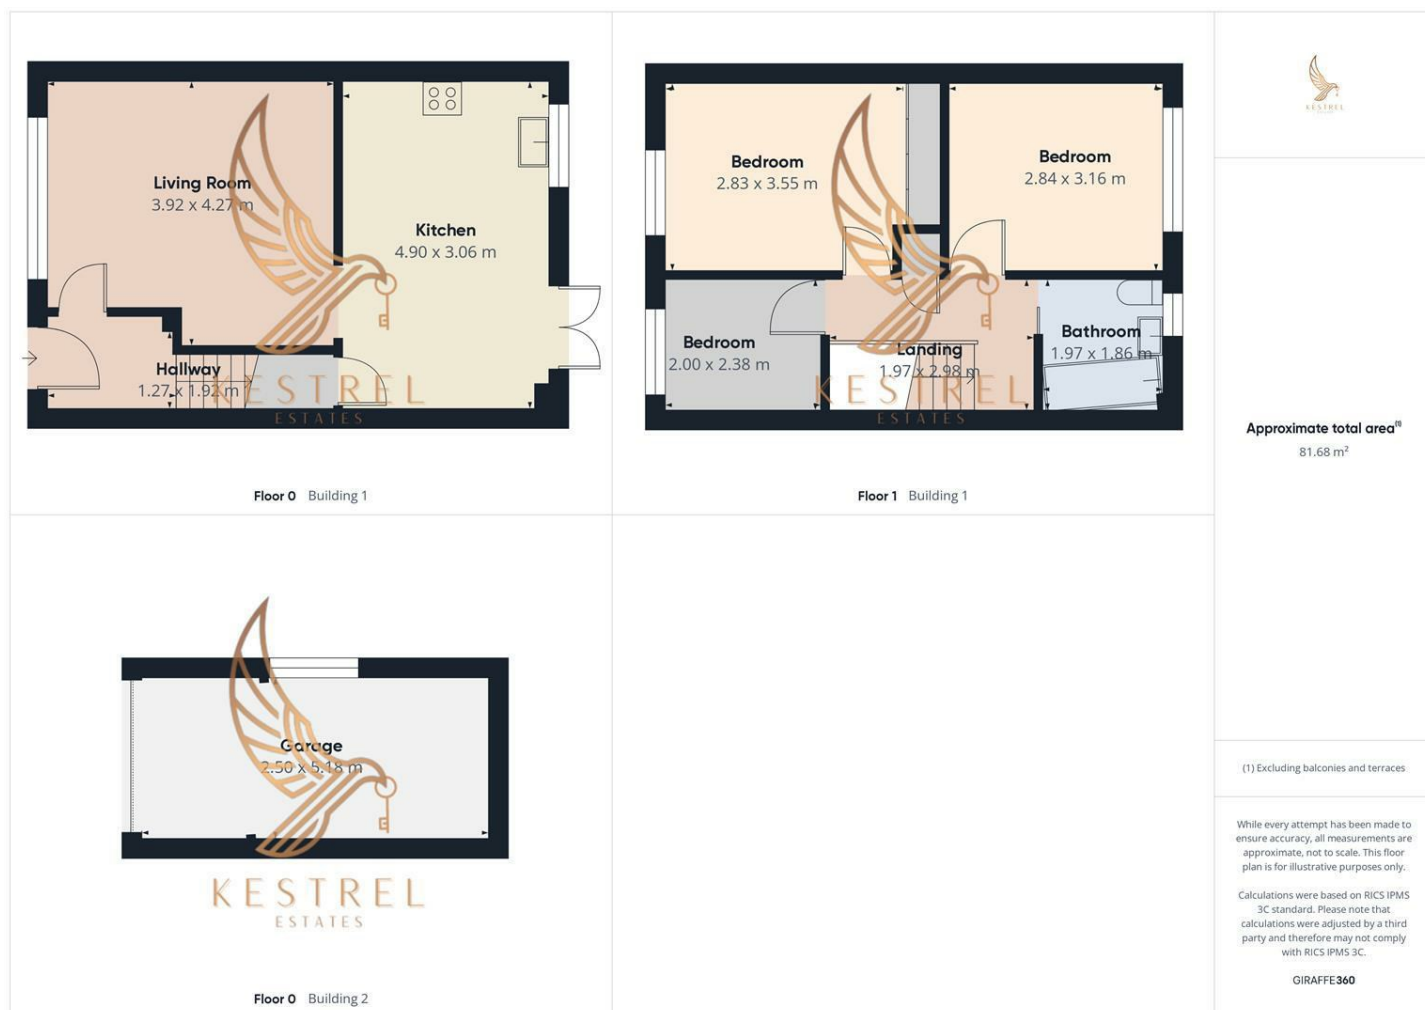 Living Room
3.92 x 4.27 m
Kitchen
4.90 x 3.06 m
Hallway
1.27 x 1.92 m
KESTREL
ESTATES
Floor 0 Building 1
Bedroom
2.83 x 3.55 m
Bedroom
2.84 x 3.16 m
Bedroom
2.00 x 2.38 m
Landing
1.97 x 2.98 m
Bathroom
1.97 x 1.86 m
KESTREL
ESTATES
Floor 1 Building 1
KESTREL
Approximate total area(1)
81.68 m²
Garage
2.50 x 5.18 m
KESTREL
ESTATES
Floor 0 Building 2
(1) Excluding balconies and terraces
While every attempt has been made to
ensure accuracy, all measurements are
approximate, not to scale. This floor
plan is for illustrative purposes only.
Calculations were based on RICS IPMS
3C standard. Please note that
calculations were adjusted by a third
party and therefore may not comply
with RICS IPMS 3C.
GIRAFFE360